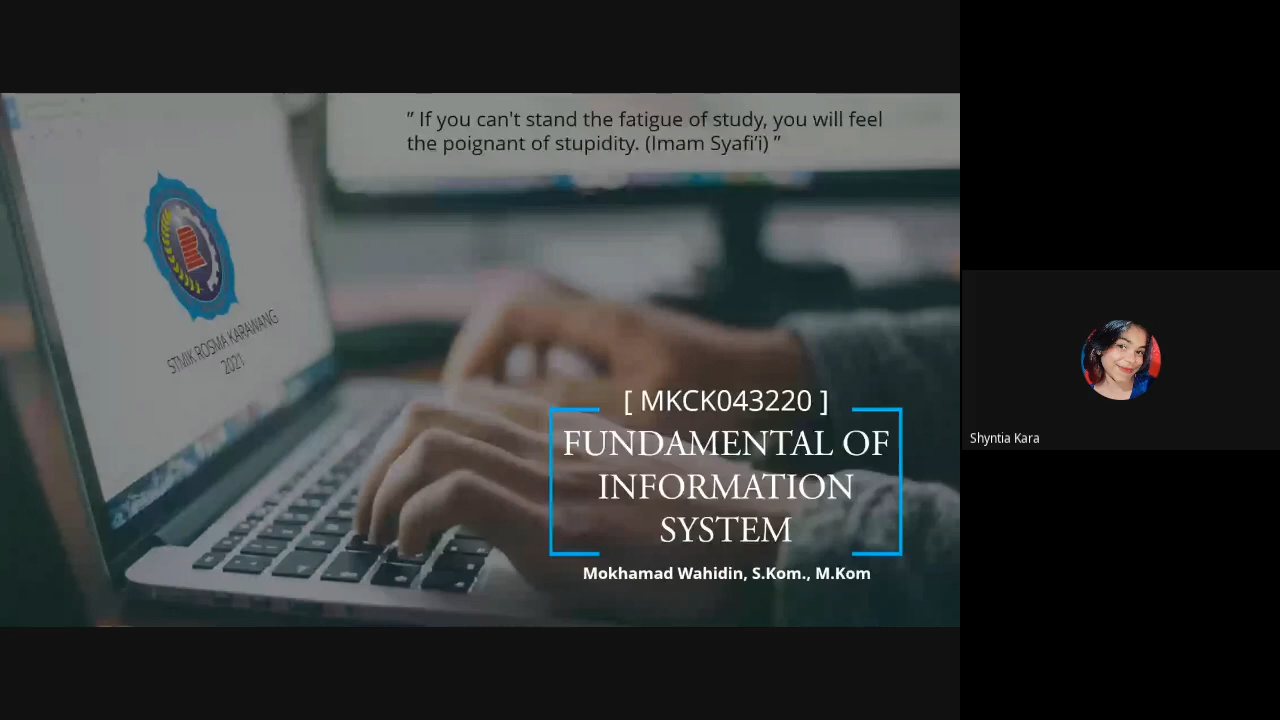 ” If you can't stand the fatigue of study, you will feel
the poignant of stupidity. (Imam Syafi’i) ”
STMIK ROSMA KARAWANG
2021
[ MKCK043220 ]
FUNDAMENTAL OF
INFORMATION
SYSTEM
Mokhamad Wahidin, S.Kom., M.Kom
Shyntia Kara